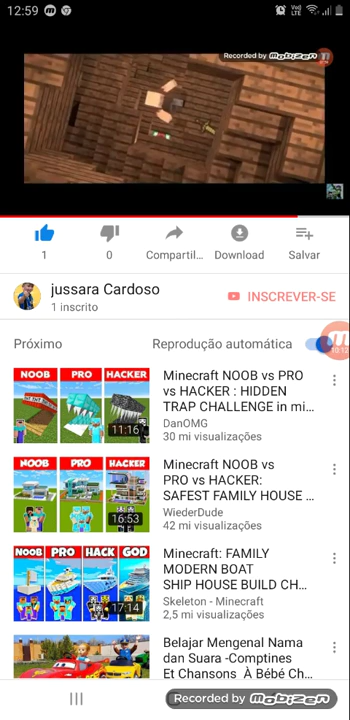 12:59
Vo))
LTE
Recorded by MOBIZEN
1
0
Compartil...
Download
Salvar
jussara Cardoso
1 inscrito
INSCREVER-SE
10:12
Próximo
Reprodução automática
NOOB PRO HACKER
11:16
Minecraft NOOB vs PRO
vs HACKER : HIDDEN
TRAP CHALLENGE in mi...
DanOMG
30 mi visualizações
NOOB PRO HACKER
16:53
Minecraft NOOB vs
PRO vs HACKER:
SAFEST FAMILY HOUSE ...
WiederDude
42 mi visualizações
NOOB PRO HACK GOD
17:14
Minecraft: FAMILY
MODERN BOAT
SHIP HOUSE BUILD CH...
Skeleton - Minecraft
2,5 mi visualizações
Belajar Mengenal Nama
dan Suara -Comptines
Et Chansons À Bébé Ch...
Recorded by MOBIZEN